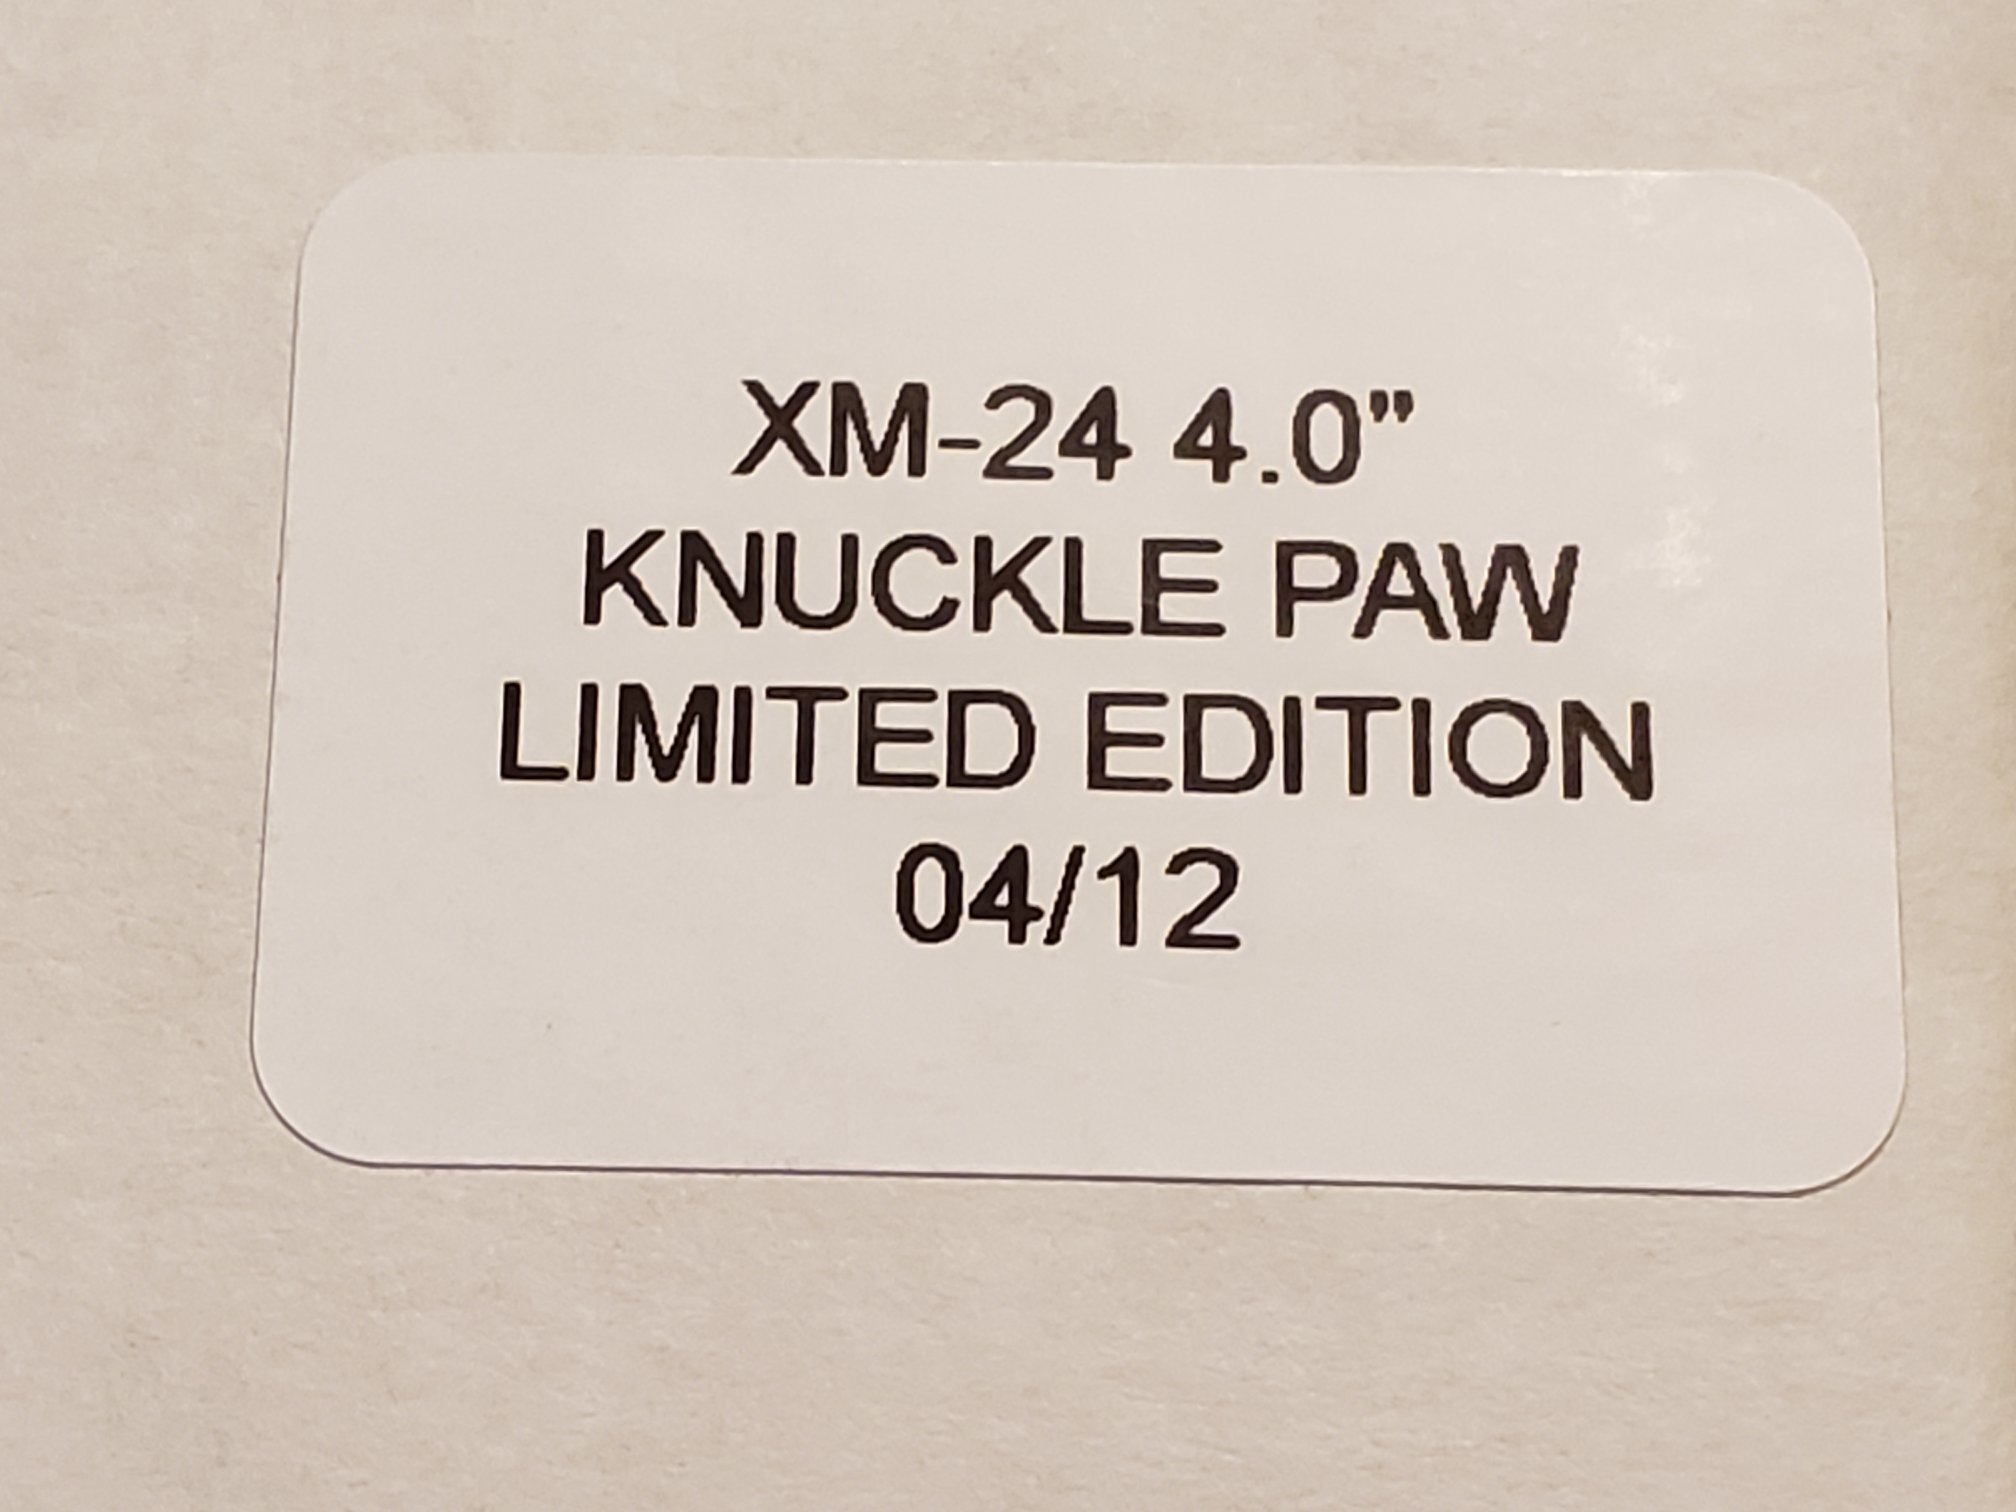 XM-24 4.0"
KNUCKLE PAW
LIMITED EDITION
04/12